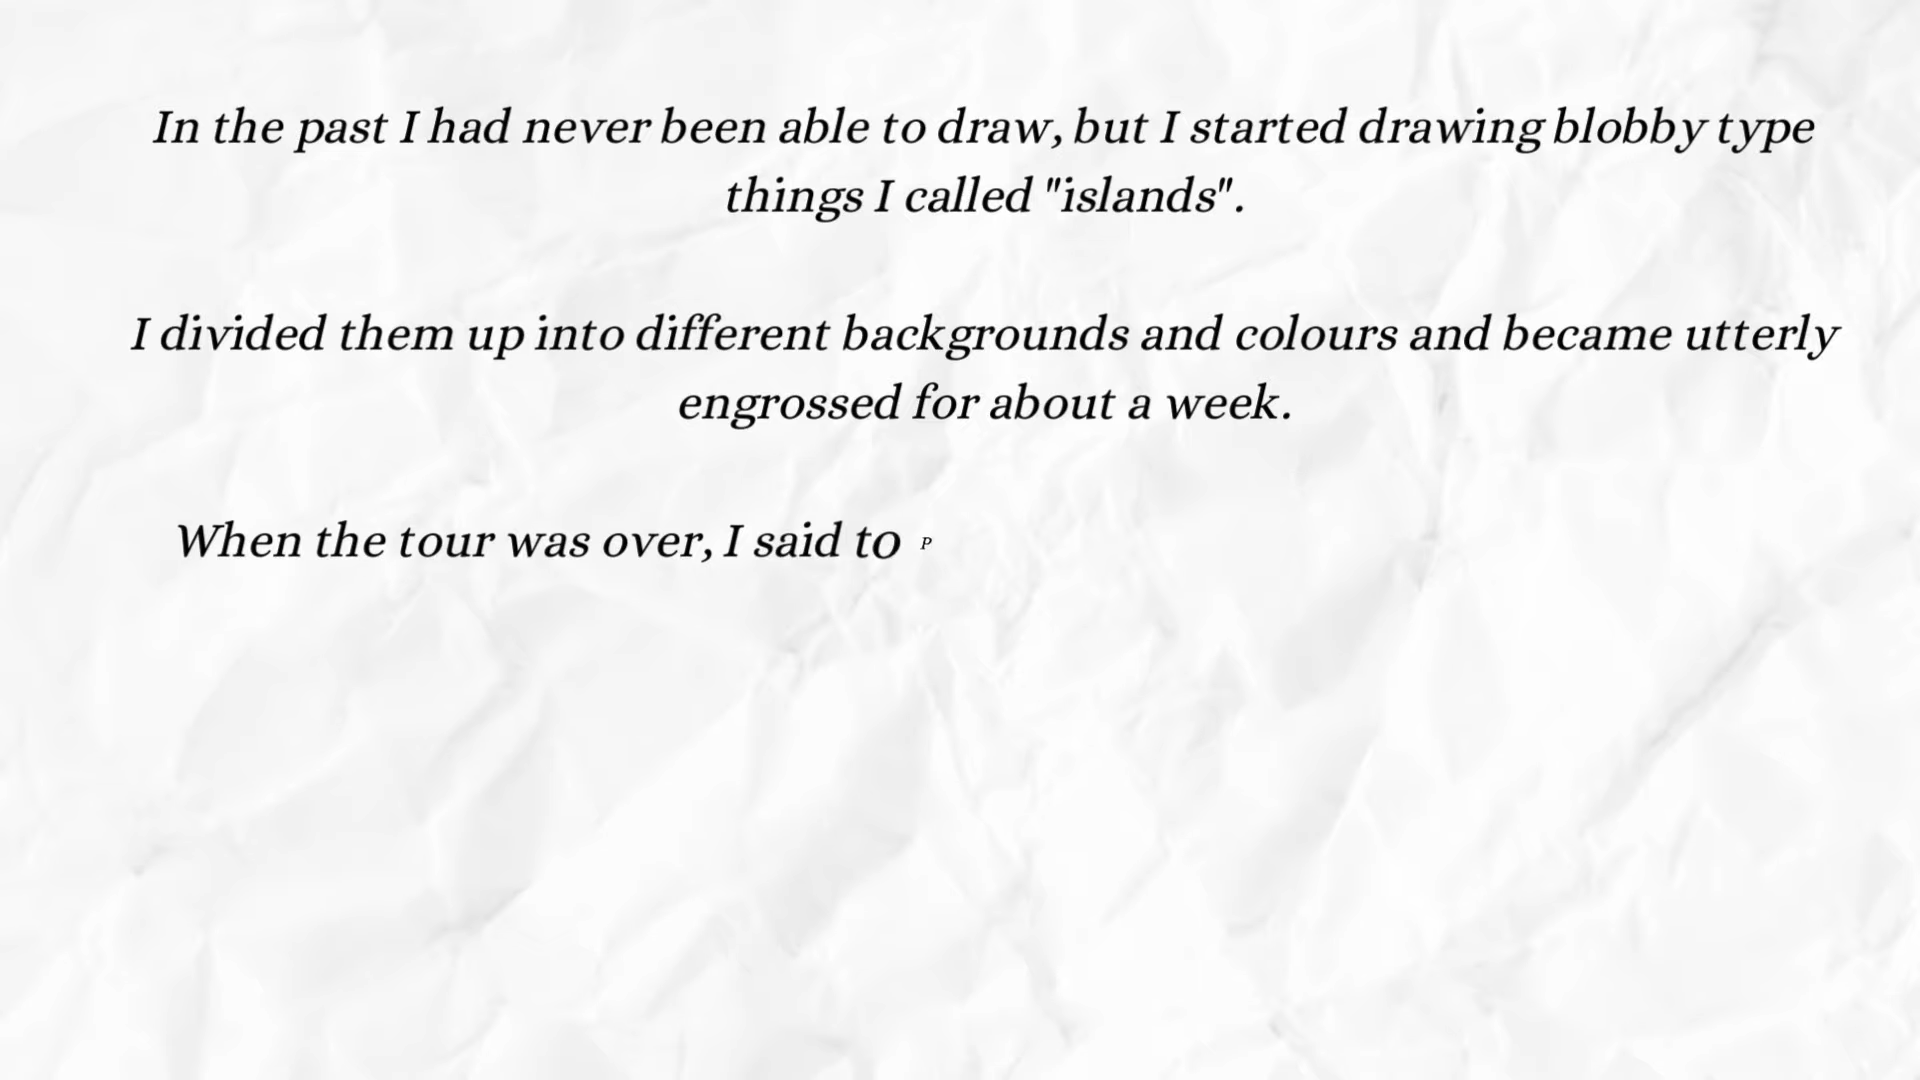 In the past I had never been able to draw, but I started drawing blobby type
things I called "islands".
I divided them up into different backgrounds and colours and became utterly
engrossed for about a week.
When the tour was over, I said to P